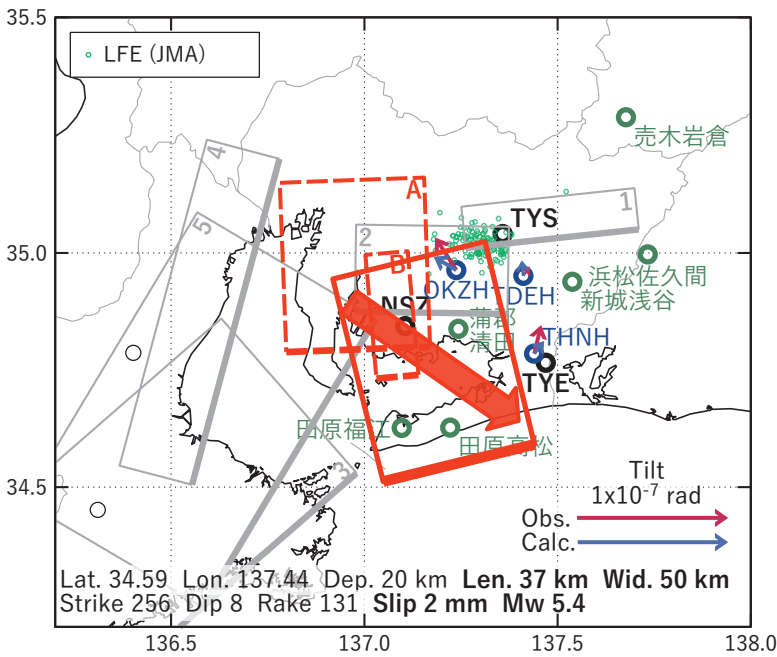 35.5
LFE (JMA)
売木岩倉
4
A
1
TYS
5
2
35.0
B
OKZH
TDEH
浜松佐久間
新城浅谷
NSZ
蒲郡
清田
THNH
TYE
田原福江
田原高松
3
34.5
Tilt
1x10⁻⁷ rad
Obs.
Calc.
Lat. 34.59 Lon. 137.44 Dep. 20 km Len. 37 km Wid. 50 km
Strike 256 Dip 8 Rake 131 Slip 2 mm Mw 5.4
136.5 137.0 137.5 138.0